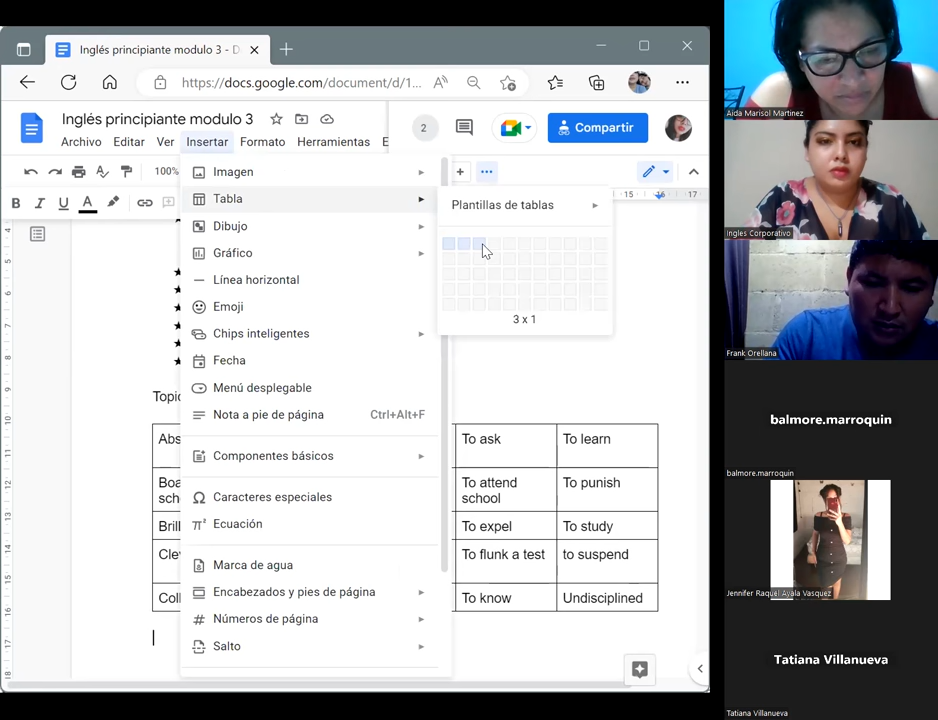 Inglés principiante modulo 3 - D
https://docs.google.com/document/d/1...
Inglés principiante modulo 3
2
Compartir
Archivo Editar Ver Insertar Formato Herramientas E
100%
15 16 17
B I U A
Imagen
Tabla
Dibujo
Gráfico
Línea horizontal
Emoji
Chips inteligentes
Fecha
Menú desplegable
Nota a pie de página Ctrl+Alt+F
Componentes básicos
Caracteres especiales
Ecuación
Marca de agua
Encabezados y pies de página
Números de página
Salto
Plantillas de tablas
3 x 1
Topic
Abs To ask To learn
Boa To attend To punish
sch school
Brill To expel To study
Cle To flunk a test to suspend
Coll To know Undisciplined
Aida Marisol Martinez
Ingles Corporativo
Frank Orellana
balmore.marroquin
balmore.marroquin
Jennifer Raquel Ayala Vasquez
Tatiana Villanueva
Tatiana Villanueva